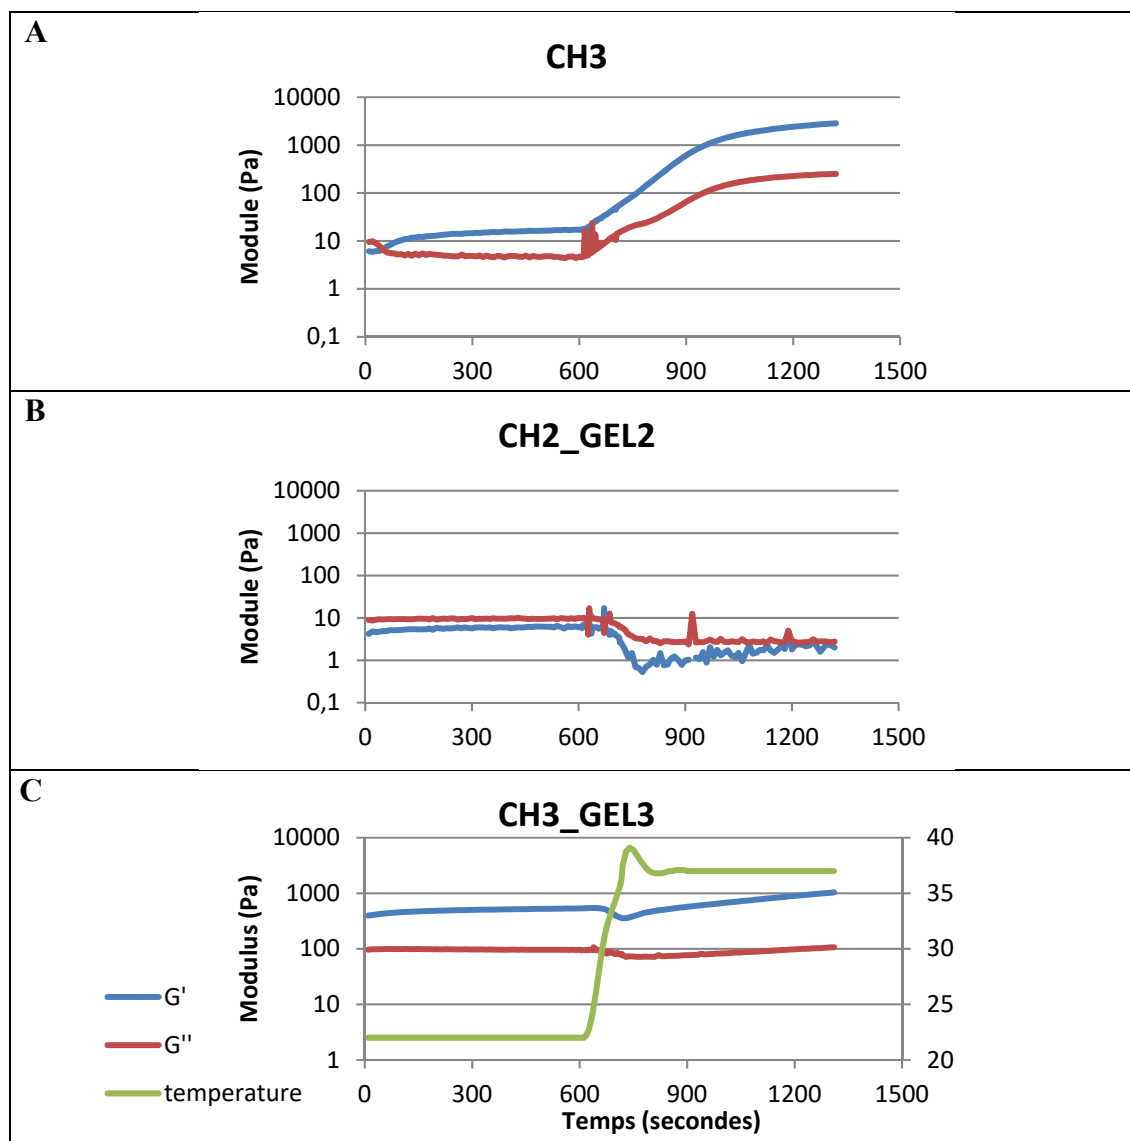 A
CH3
Module (Pa)
10000
1000
100
10
1
0,1
0 300 600 900 1200 1500
B
CH2_GEL2
Module (Pa)
10000
1000
100
10
1
0,1
0 300 600 900 1200 1500
C
CH3_GEL3
Modulus (Pa)
10000 40
1000 35
100 30
10 25
1 20
0 300 600 900 1200 1500
Temps (secondes)
G'
G''
temperature